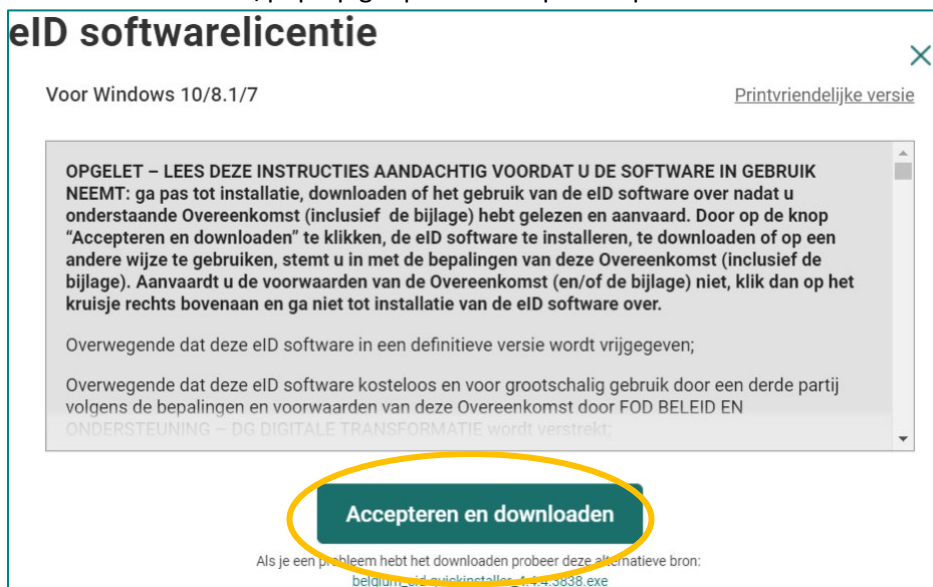 eID softwarelicentie
Voor Windows 10/8.1/7
Printvriendelijke versie
OPGELET – LEES DEZE INSTRUCTIES AANDACHTIG VOORDAT U DE SOFTWARE IN GEBRUIK
NEEMT: ga pas tot installatie, downloaden of het gebruik van de eID software over nadat u
onderstaande Overeenkomst (inclusief de bijlage) hebt gelezen en aanvaard. Door op de knop
“Accepteren en downloaden” te klikken, de eID software te installeren, te downloaden of op een
andere wijze te gebruiken, stemt u in met de bepalingen van deze Overeenkomst (inclusief de
bijlage). Aanvaardt u de voorwaarden van de Overeenkomst (en/of de bijlage) niet, klik dan op het
kruisje rechts bovenaan en ga niet tot installatie van de eID software over.
Overwegende dat deze eID software in een definitieve versie wordt vrijgegeven;
Overwegende dat deze eID software kosteloos en voor grootschalig gebruik door een derde partij
volgens de bepalingen en voorwaarden van deze Overeenkomst door FOD BELEID EN
ONDERSTEUNING – DG DIGITALE TRANSFORMATIE wordt verstrekt;
Accepteren en downloaden
Als je een probleem hebt het downloaden probeer deze alternatieve bron: